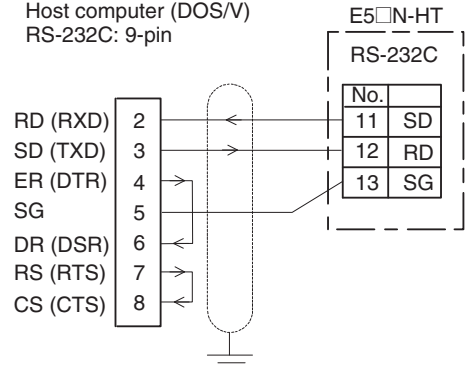 Host computer (DOS/V)
RS-232C: 9-pin
E5□N-HT
RS-232C
No.
RD (RXD) 2
11 SD
SD (TXD) 3
12 RD
ER (DTR) 4
13 SG
SG 5
DR (DSR) 6
RS (RTS) 7
CS (CTS) 8